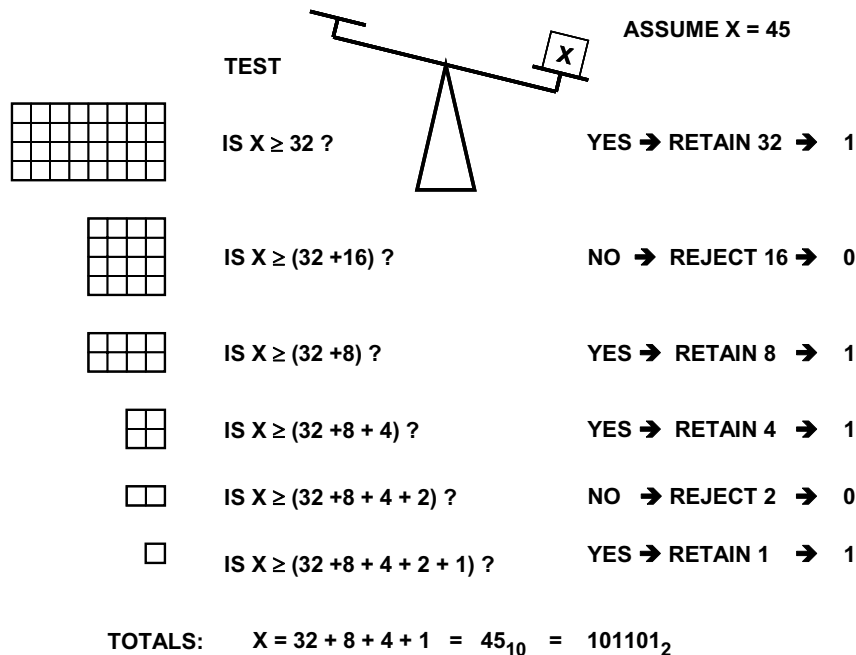 ASSUME X = 45
X
TEST
IS X ≥ 32 ? YES ➔ RETAIN 32 ➔ 1
IS X ≥ (32 +16) ? NO ➔ REJECT 16 ➔ 0
IS X ≥ (32 +8) ? YES ➔ RETAIN 8 ➔ 1
IS X ≥ (32 +8 + 4) ? YES ➔ RETAIN 4 ➔ 1
IS X ≥ (32 +8 + 4 + 2) ? NO ➔ REJECT 2 ➔ 0
IS X ≥ (32 +8 + 4 + 2 + 1) ? YES ➔ RETAIN 1 ➔ 1
TOTALS: X = 32 + 8 + 4 + 1 = 45₁₀ = 101101₂